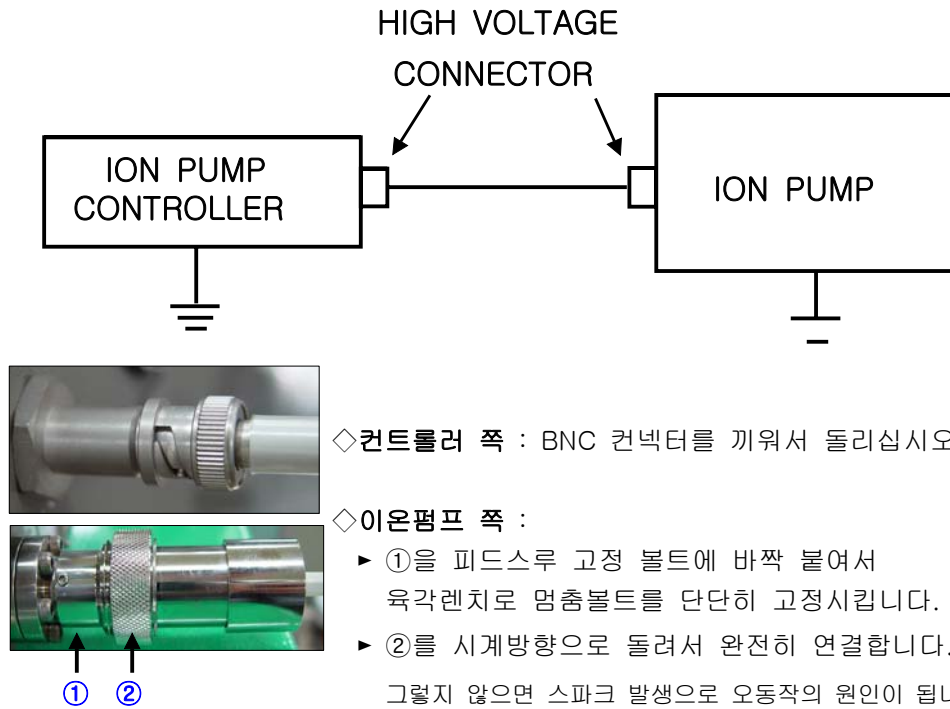 HIGH VOLTAGE
CONNECTOR
ION PUMP
CONTROLLER
ION PUMP
◇컨트롤러 쪽 : BNC 컨넥터를 끼워서 돌리십시오
◇이온펌프 쪽 :
► ①을 피드스루 고정 볼트에 바짝 붙여서
육각렌치로 멈춤볼트를 단단히 고정시킵니다.
► ②를 시계방향으로 돌려서 완전히 연결합니다.
그렇지 않으면 스파크 발생으로 오동작의 원인이
① ②